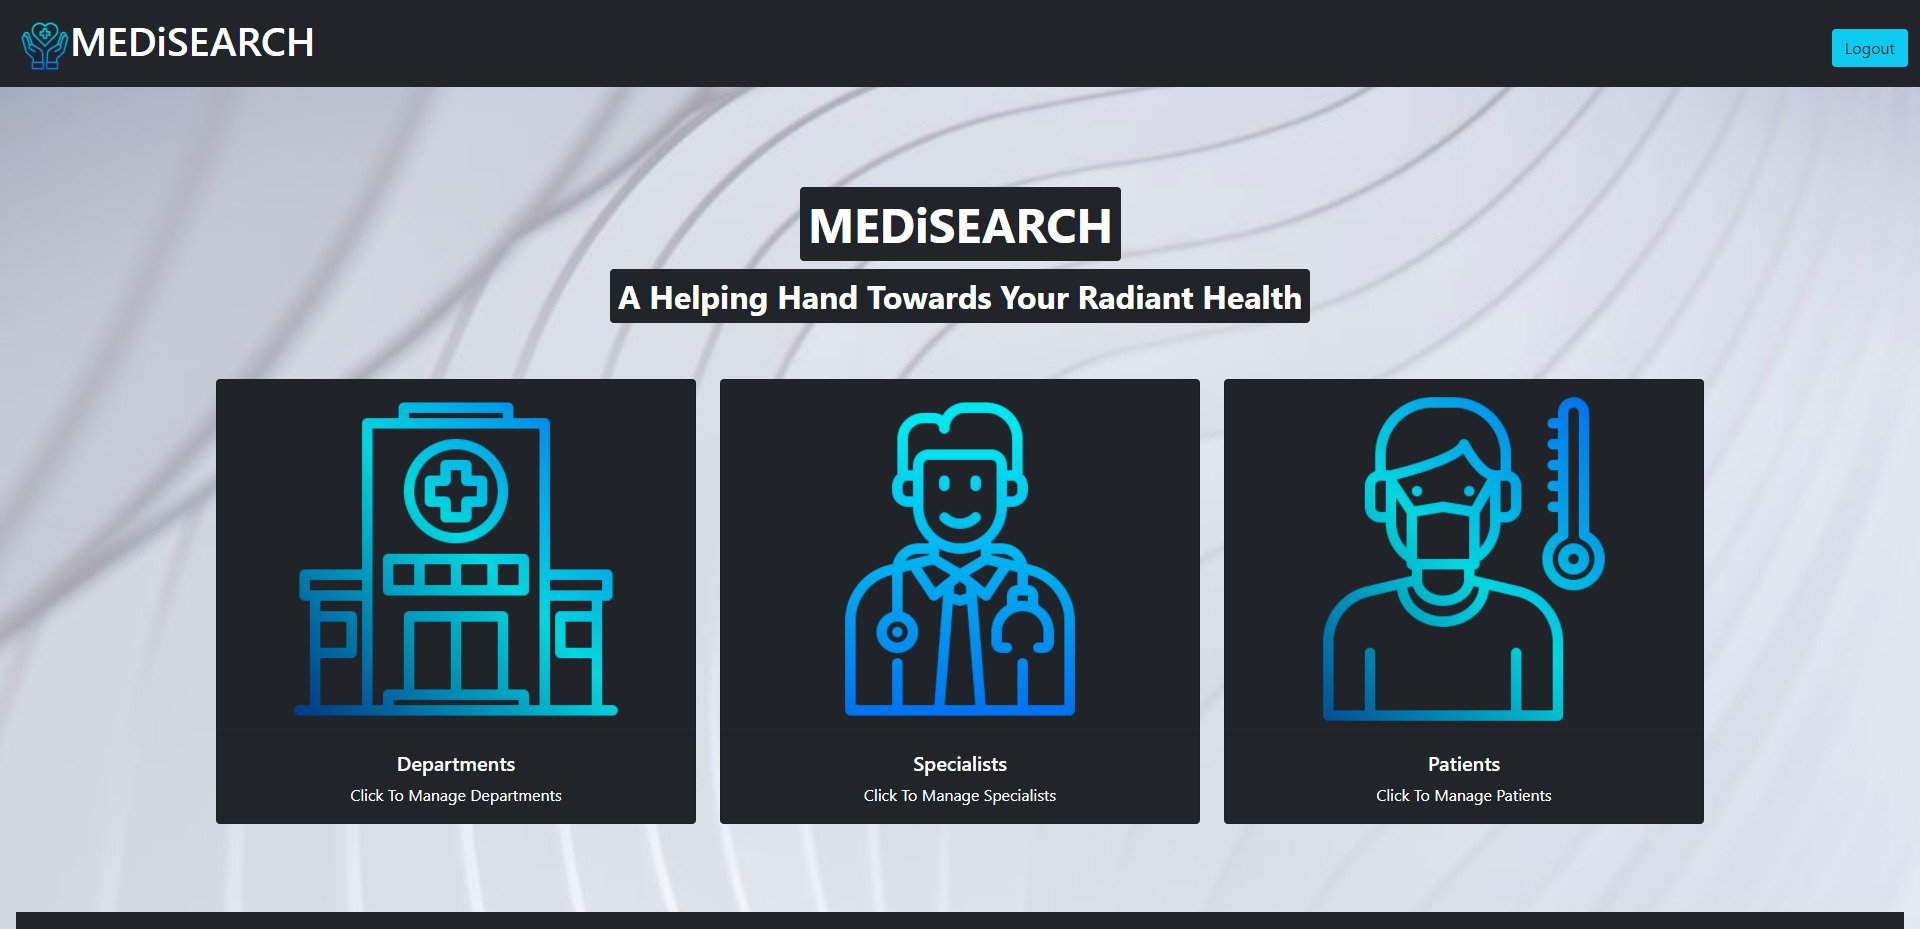 MEDiSEARCH
Logout
MEDiSEARCH
A Helping Hand Towards Your Radiant Health
Departments
Click To Manage Departments
Specialists
Click To Manage Specialists
Patients
Click To Manage Patients